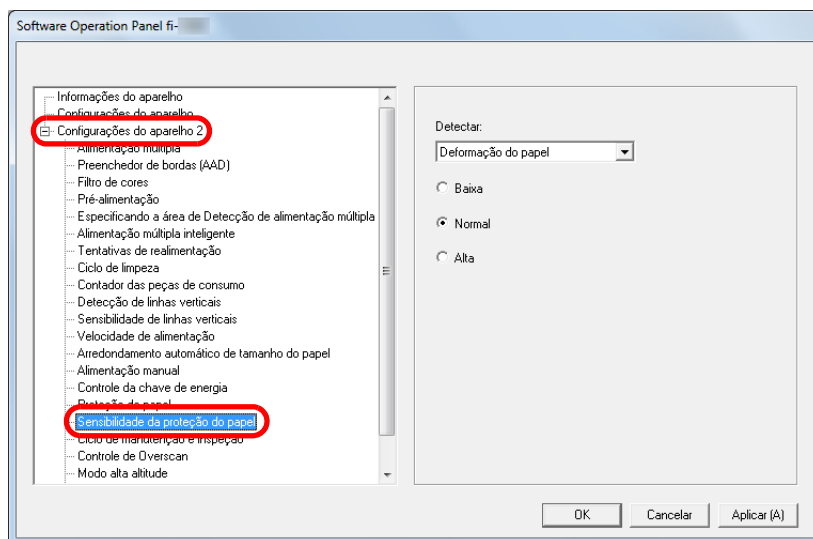 Software Operation Panel fi-
Informações do aparelho
Configurações do aparelho
Configurações do aparelho 2
Alimentação múltipla
Preenchedor de bordas (AAD)
Filtro de cores
Pré-alimentação
Especificando a área de Detecção de alimentação múltipla
Alimentação múltipla inteligente
Tentativas de realimentação
Ciclo de limpeza
Contador das peças de consumo
Detecção de linhas verticais
Sensibilidade de linhas verticais
Velocidade de alimentação
Arredondamento automático de tamanho do papel
Alimentação manual
Controle da chave de energia
Proteção do papel
Sensibilidade da proteção do papel
Ciclo de manutenção e inspeção
Controle de Overscan
Modo alta altitude
Detectar:
Deformação do papel
Baixa
Normal
Alta
OK
Cancelar
Aplicar (A)